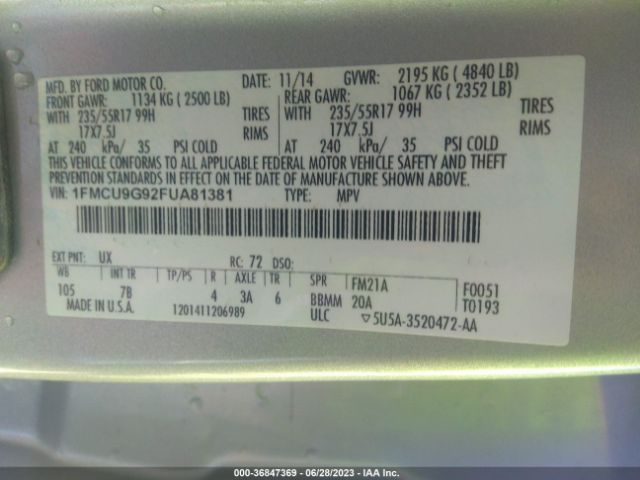 MFD. BY FORD MOTOR CO. DATE: 11/14 GVWR: 2195 KG ( 4840 LB)
FRONT GAWR: 1134 KG ( 2500 LB) REAR GAWR: 1067 KG ( 2352 LB)
WITH 235/55R17 99H TIRES WITH 235/55R17 99H TIRES
17X7.5J RIMS 17X7.5J RIMS
AT 240 kPa/ 35 PSI COLD AT 240 kPa/ 35 PSI COLD
THIS VEHICLE CONFORMS TO ALL APPLICABLE FEDERAL MOTOR VEHICLE SAFETY AND THEFT
PREVENTION STANDARDS IN EFFECT ON THE DATE OF MANUFACTURE SHOWN ABOVE.
VIN: 1FMCU9G92FUA81381 TYPE: MPV
EXT PNT: UX RC: 72 DSO:
WB INT TR TP/PS R AXLE TR SPR FM21A F0051
105 7B 4 3A 6 BBMM 20A T0193
MADE IN U.S.A. 1201411206989 ULC ▽5U5A-3520472-AA
000-36847369 - 06/28/2023 - IAA Inc.